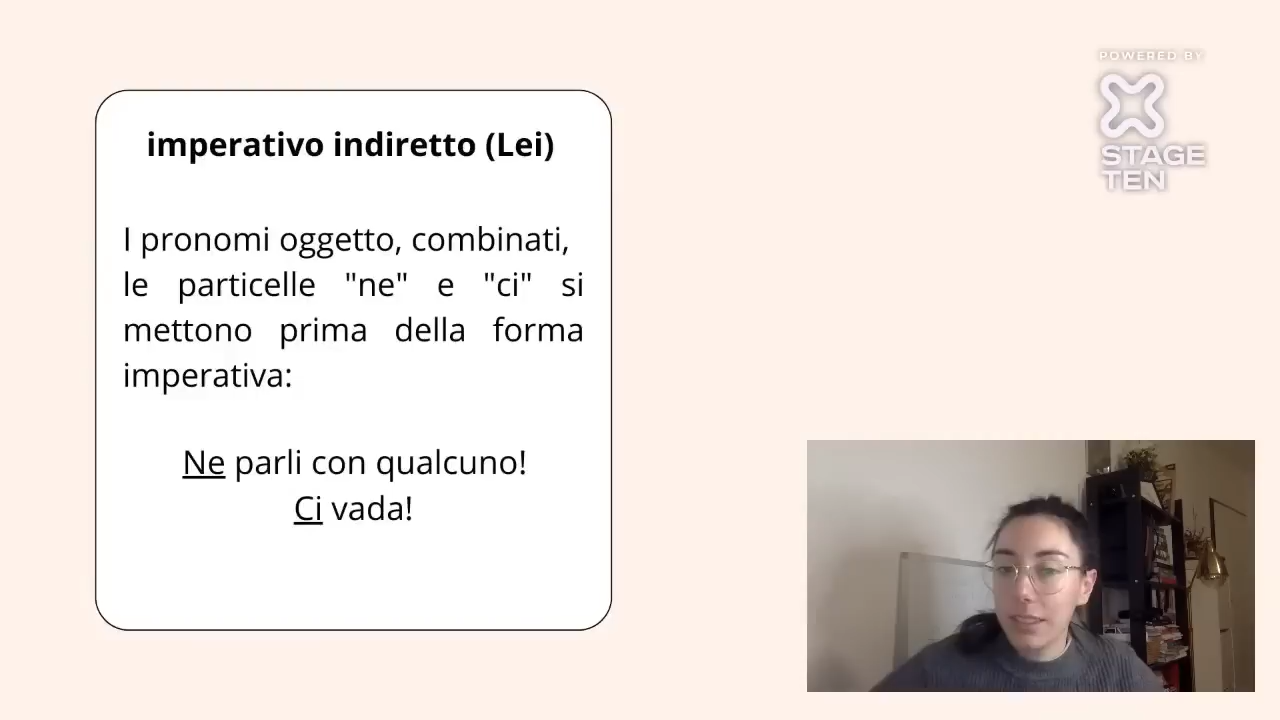 imperativo indiretto (Lei)
I pronomi oggetto, combinati,
le particelle "ne" e "ci" si
mettono prima della forma
imperativa:
Ne parli con qualcuno!
Ci vada!
POWERED BY
STAGE
TEN